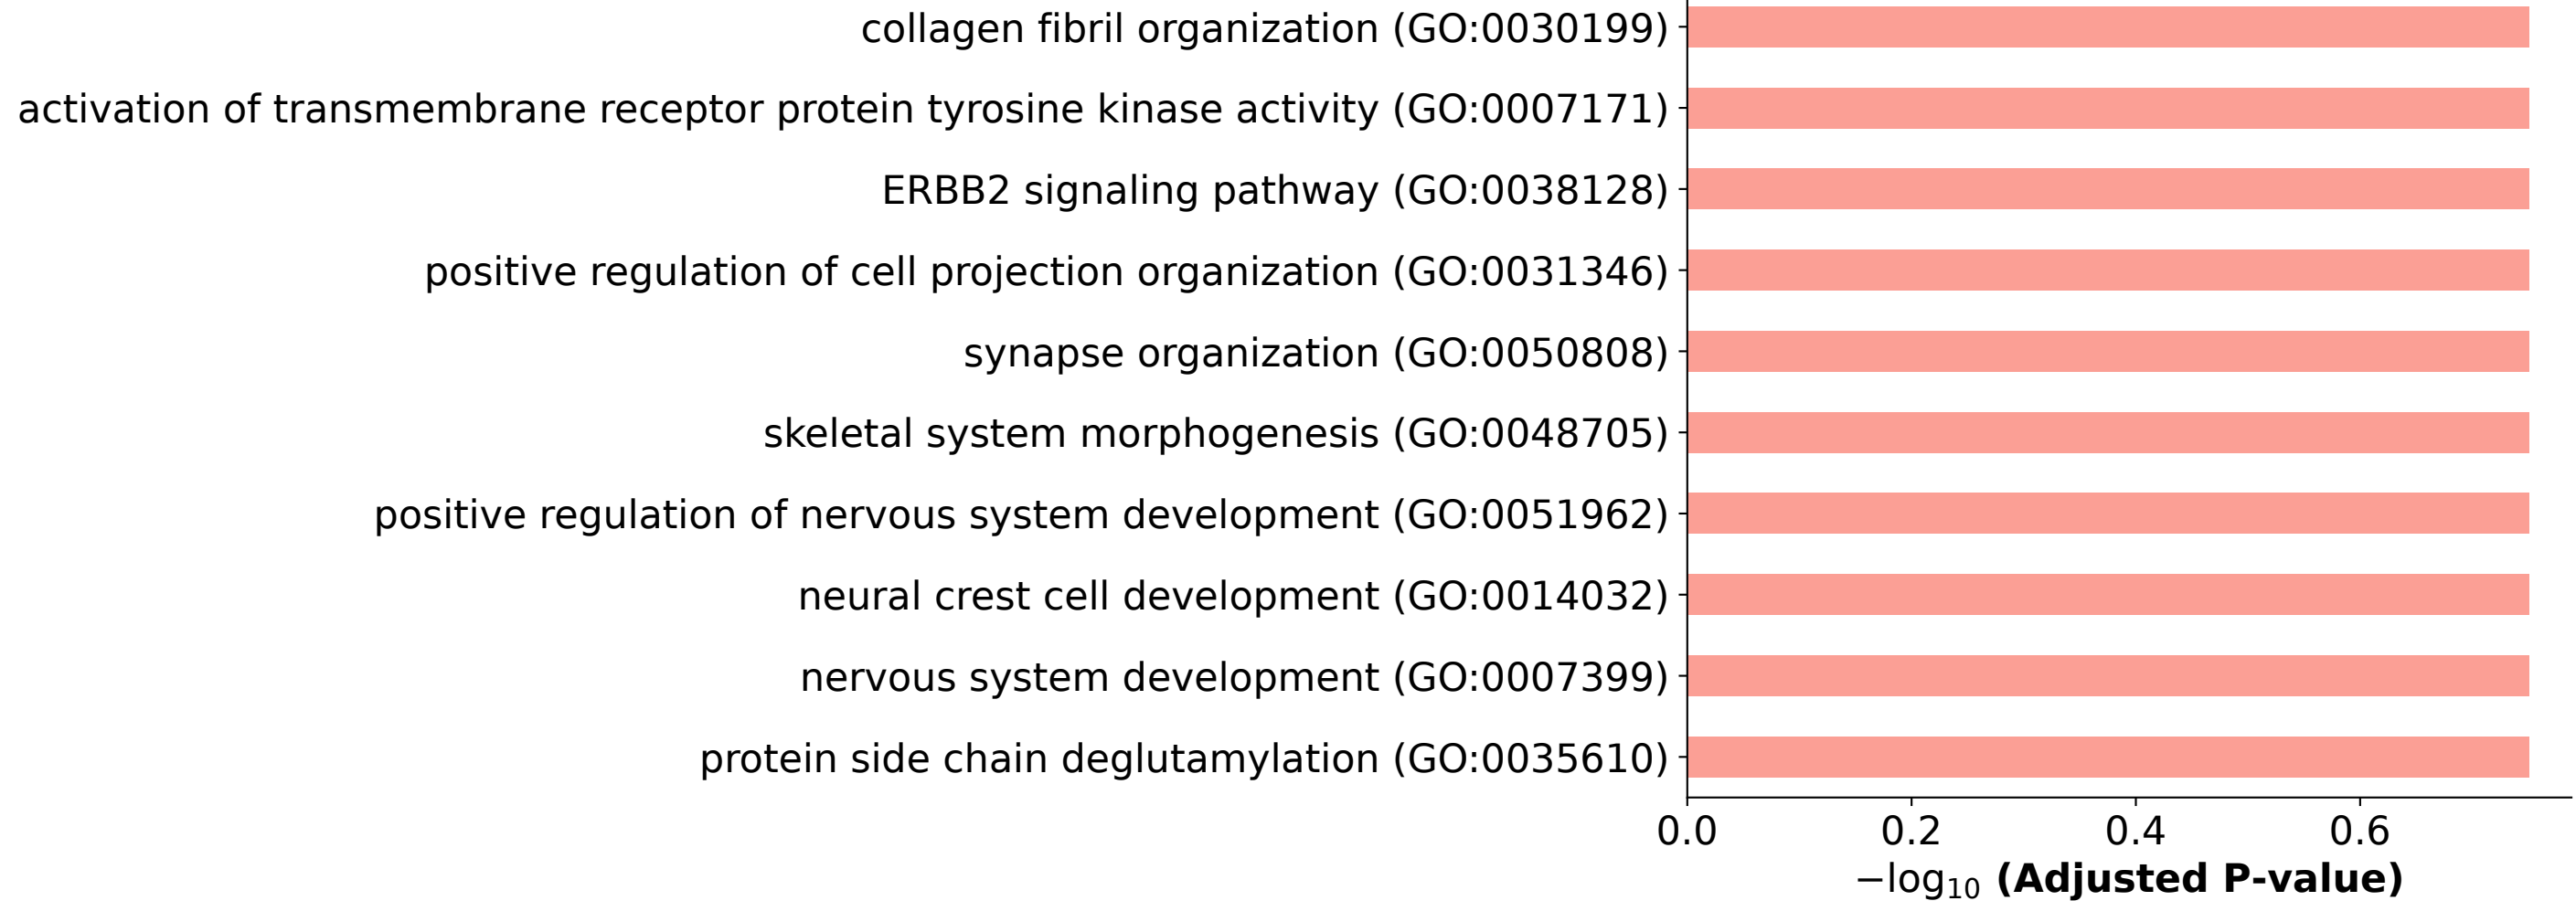 collagen fibril organization (GO:0030199)
activation of transmembrane receptor protein tyrosine kinase activity (GO:0007171)
ERBB2 signaling pathway (GO:0038128)
positive regulation of cell projection organization (GO:0031346)
synapse organization (GO:0050808)
skeletal system morphogenesis (GO:0048705)
positive regulation of nervous system development (GO:0051962)
neural crest cell development (GO:0014032)
nervous system development (GO:0007399)
protein side chain deglutamylation (GO:0035610)
0.0 0.2 0.4 0.6
−log₁₀ (Adjusted P-value)